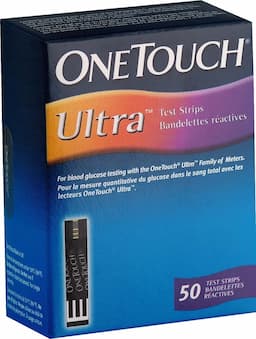 ONETOUCH®
Ultra™
Test Strips
Bandelettes réactives
For blood glucose testing with the OneTouch® Ultra™ Family of Meters.
Pour la mesure quantitative du glucose dans le sang total avec les
lecteurs OneTouch® Ultra™.
ONETOUCH
50 TEST STRIPS
BANDELETTES
RÉACTIVES